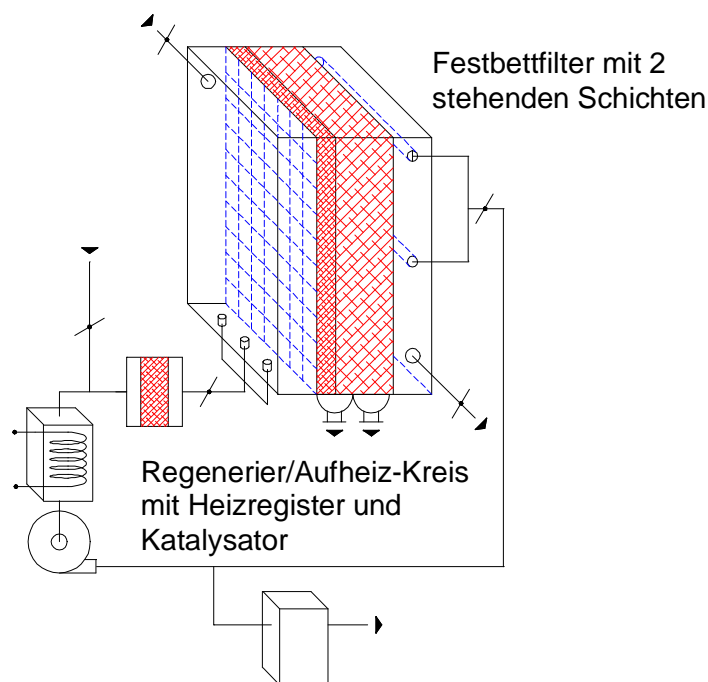 Festbettfilter mit 2
stehenden Schichten
Regenerier/Aufheiz-Kreis
mit Heizregister und
Katalysator